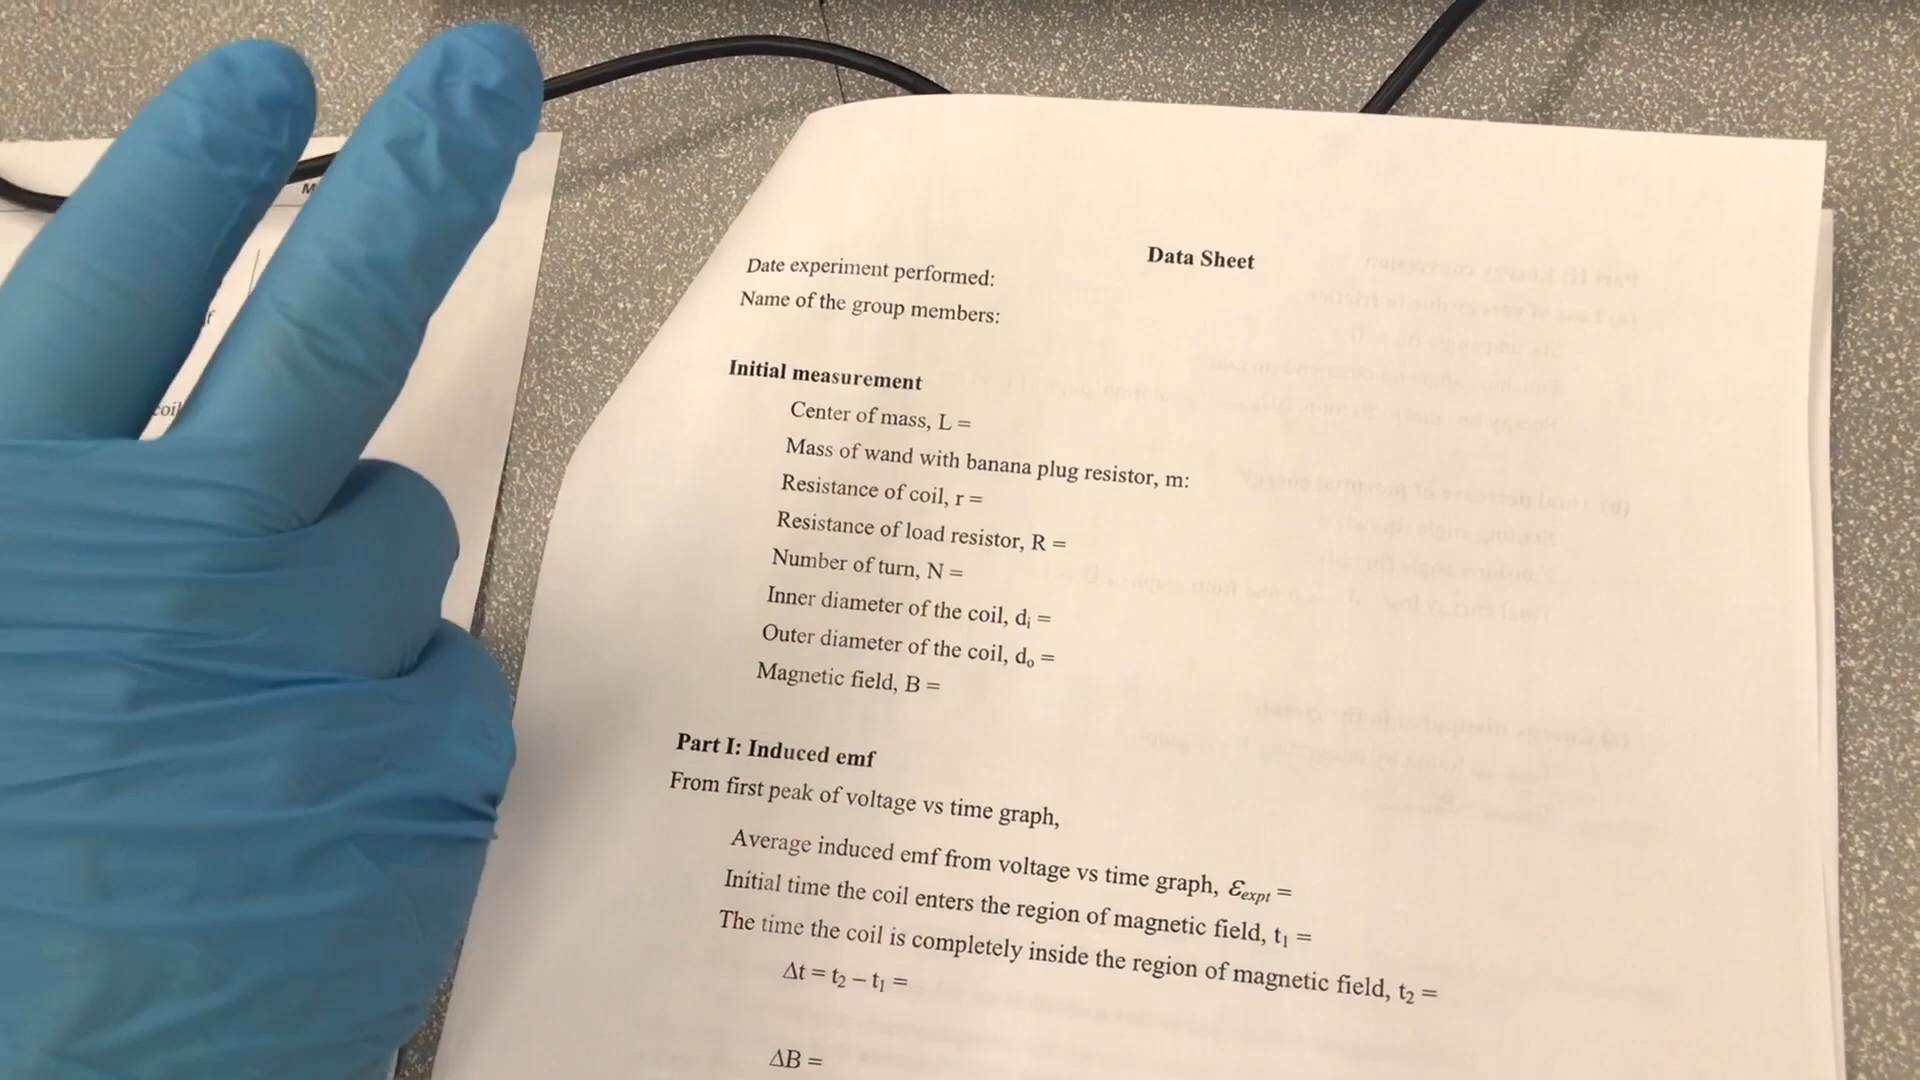 M
f
coil
Data Sheet
Date experiment performed:
Name of the group members:
Initial measurement
Center of mass, L =
Mass of wand with banana plug resistor, m:
Resistance of coil, r =
Resistance of load resistor, R =
Number of turn, N =
Inner diameter of the coil, dᵢ =
Outer diameter of the coil, dₒ =
Magnetic field, B =
Part I: Induced emf
From first peak of voltage vs time graph,
Average induced emf from voltage vs time graph, Ɛexpt =
Initial time the coil enters the region of magnetic field, t₁ =
The time the coil is completely inside the region of magnetic field, t₂ =
Δt = t₂ – t₁ =
ΔB =